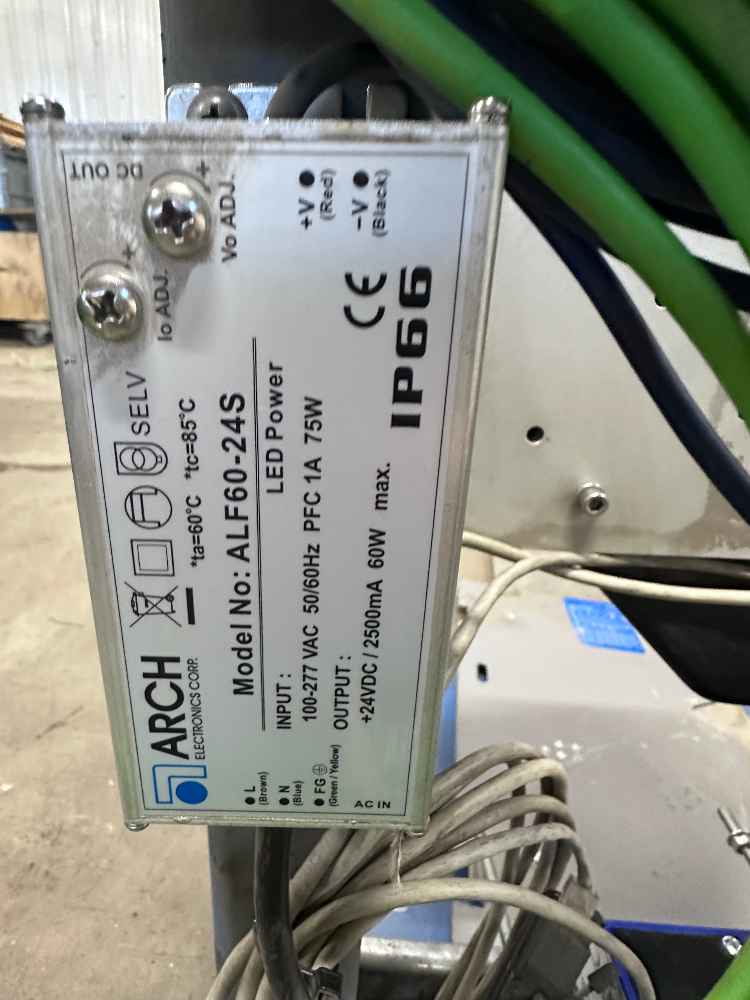 ARCH
ELECTRONICS CORP.
SELV
*ta=60°C *tc=85°C
Model No: ALF60-24S
LED Power
INPUT :
100-277 VAC 50/60Hz PFC 1A 75W
OUTPUT :
+24VDC / 2500mA 60W max.
CE
IP66
L
(Brown)
N
(Blue)
FG
(Green / Yellow)
AC IN
DC OUT
Io ADJ.
+
Vo ADJ.
+
+V
(Red)
-V
(Black)